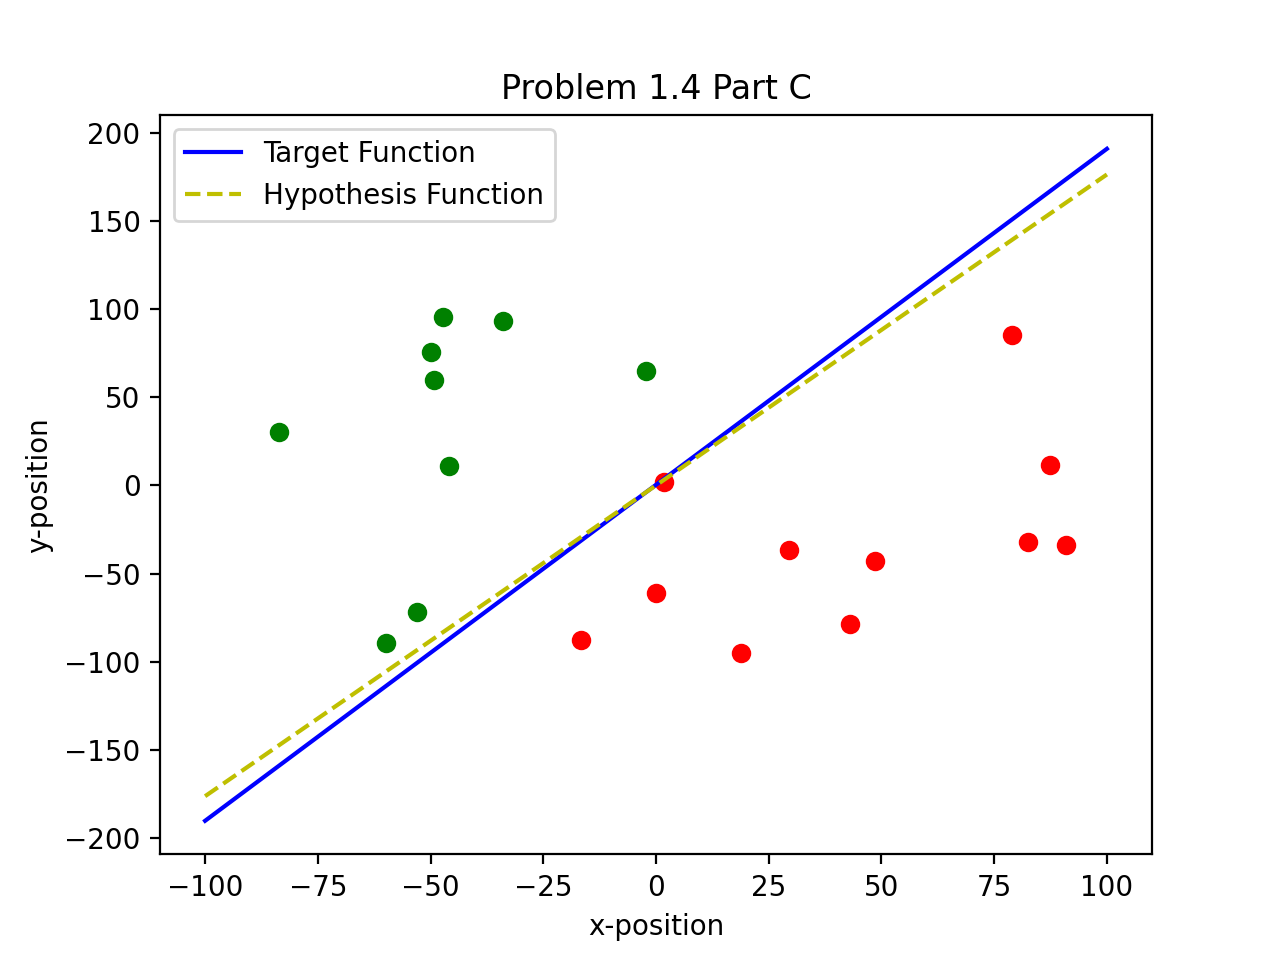 Problem 1.4 Part C
Target Function
Hypothesis Function
200
150
100
50
0
−50
−100
−150
−200
y-position
−100 −75 −50 −25 0 25 50 75 100
x-position